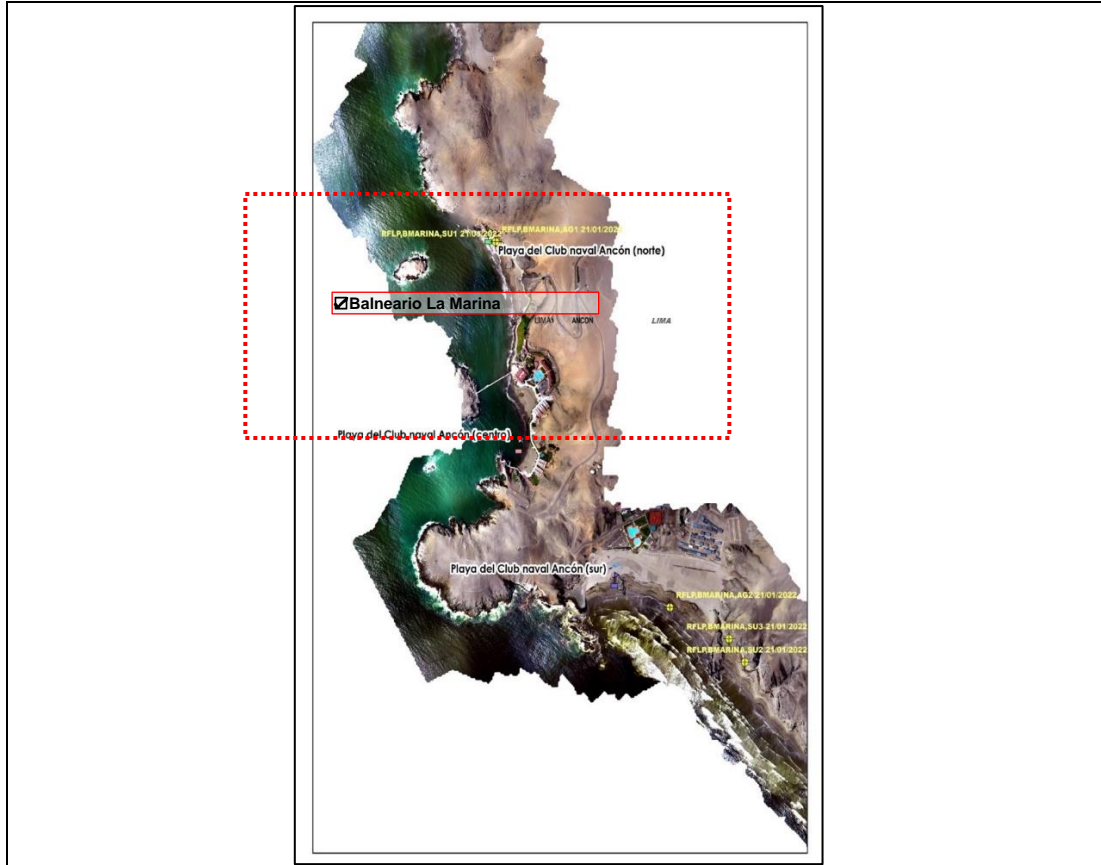 RFLP,BMARINA,SU1 21/01/2022
RFLP,BMARINA,AG1 21/01/202
Playa del Club naval Ancón (norte)
☑Balneario La Marina
LIMA
ANCON
LIMA
Playa del Club naval Ancón (centro)
Playa del Club naval Ancón (sur)
RFLP,BMARINA,AG2 21/01/2022
RFLP,BMARINA,SU3 21/01/2022
RFLP,BMARINA,SU2 21/01/2022